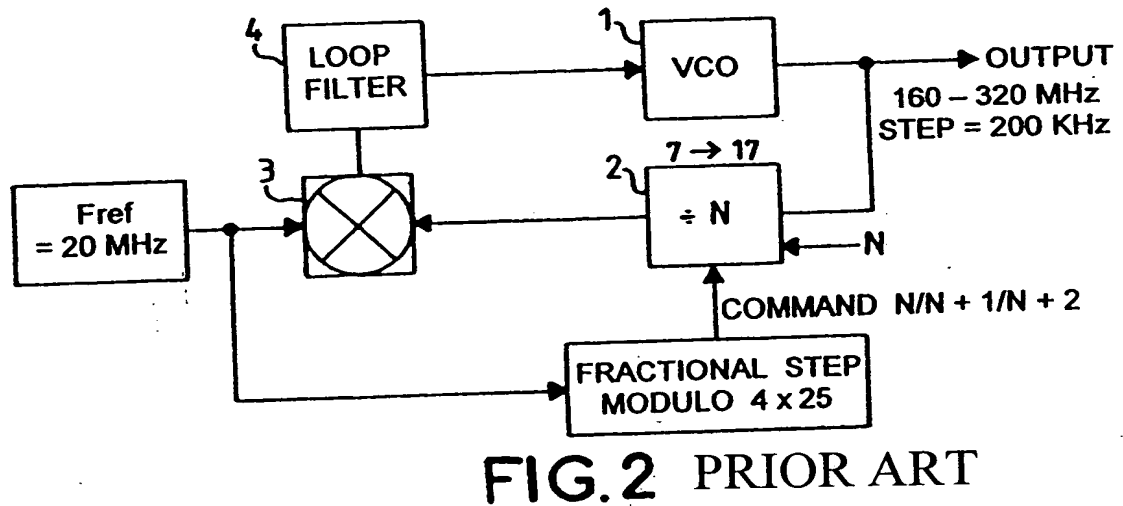 4
LOOP
FILTER
1
VCO
OUTPUT
160 – 320 MHz
STEP = 200 KHz
Fref
= 20 MHz
3
7 → 17
2
÷ N
N
COMMAND N/N + 1/N + 2
FRACTIONAL STEP
MODULO 4 x 25
FIG. 2 PRIOR ART